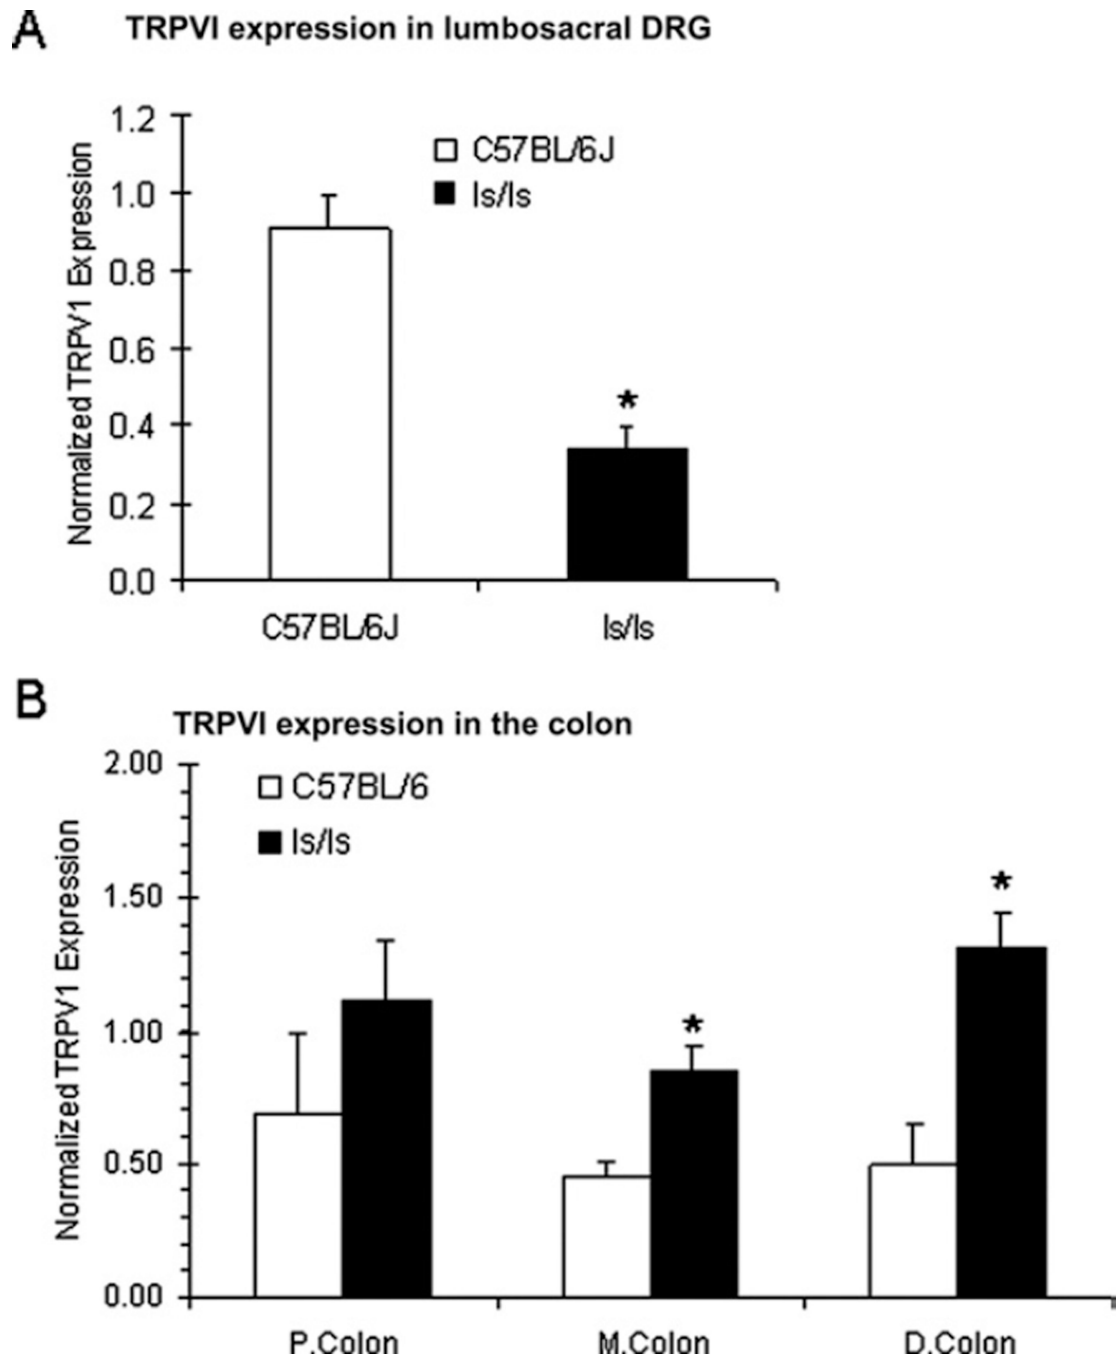 A
TRPVI expression in lumbosacral DRG
1.2
1.0
0.8
0.6
0.4
0.2
0.0
Normalized TRPV1 Expression
C57BL/6J
ls/ls
*
C57BL/6J
ls/ls
B
TRPVI expression in the colon
2.00
1.50
1.00
0.50
0.00
Normalized TRPV1 Expression
C57BL/6
ls/ls
*
*
P.Colon
M.Colon
D.Colon